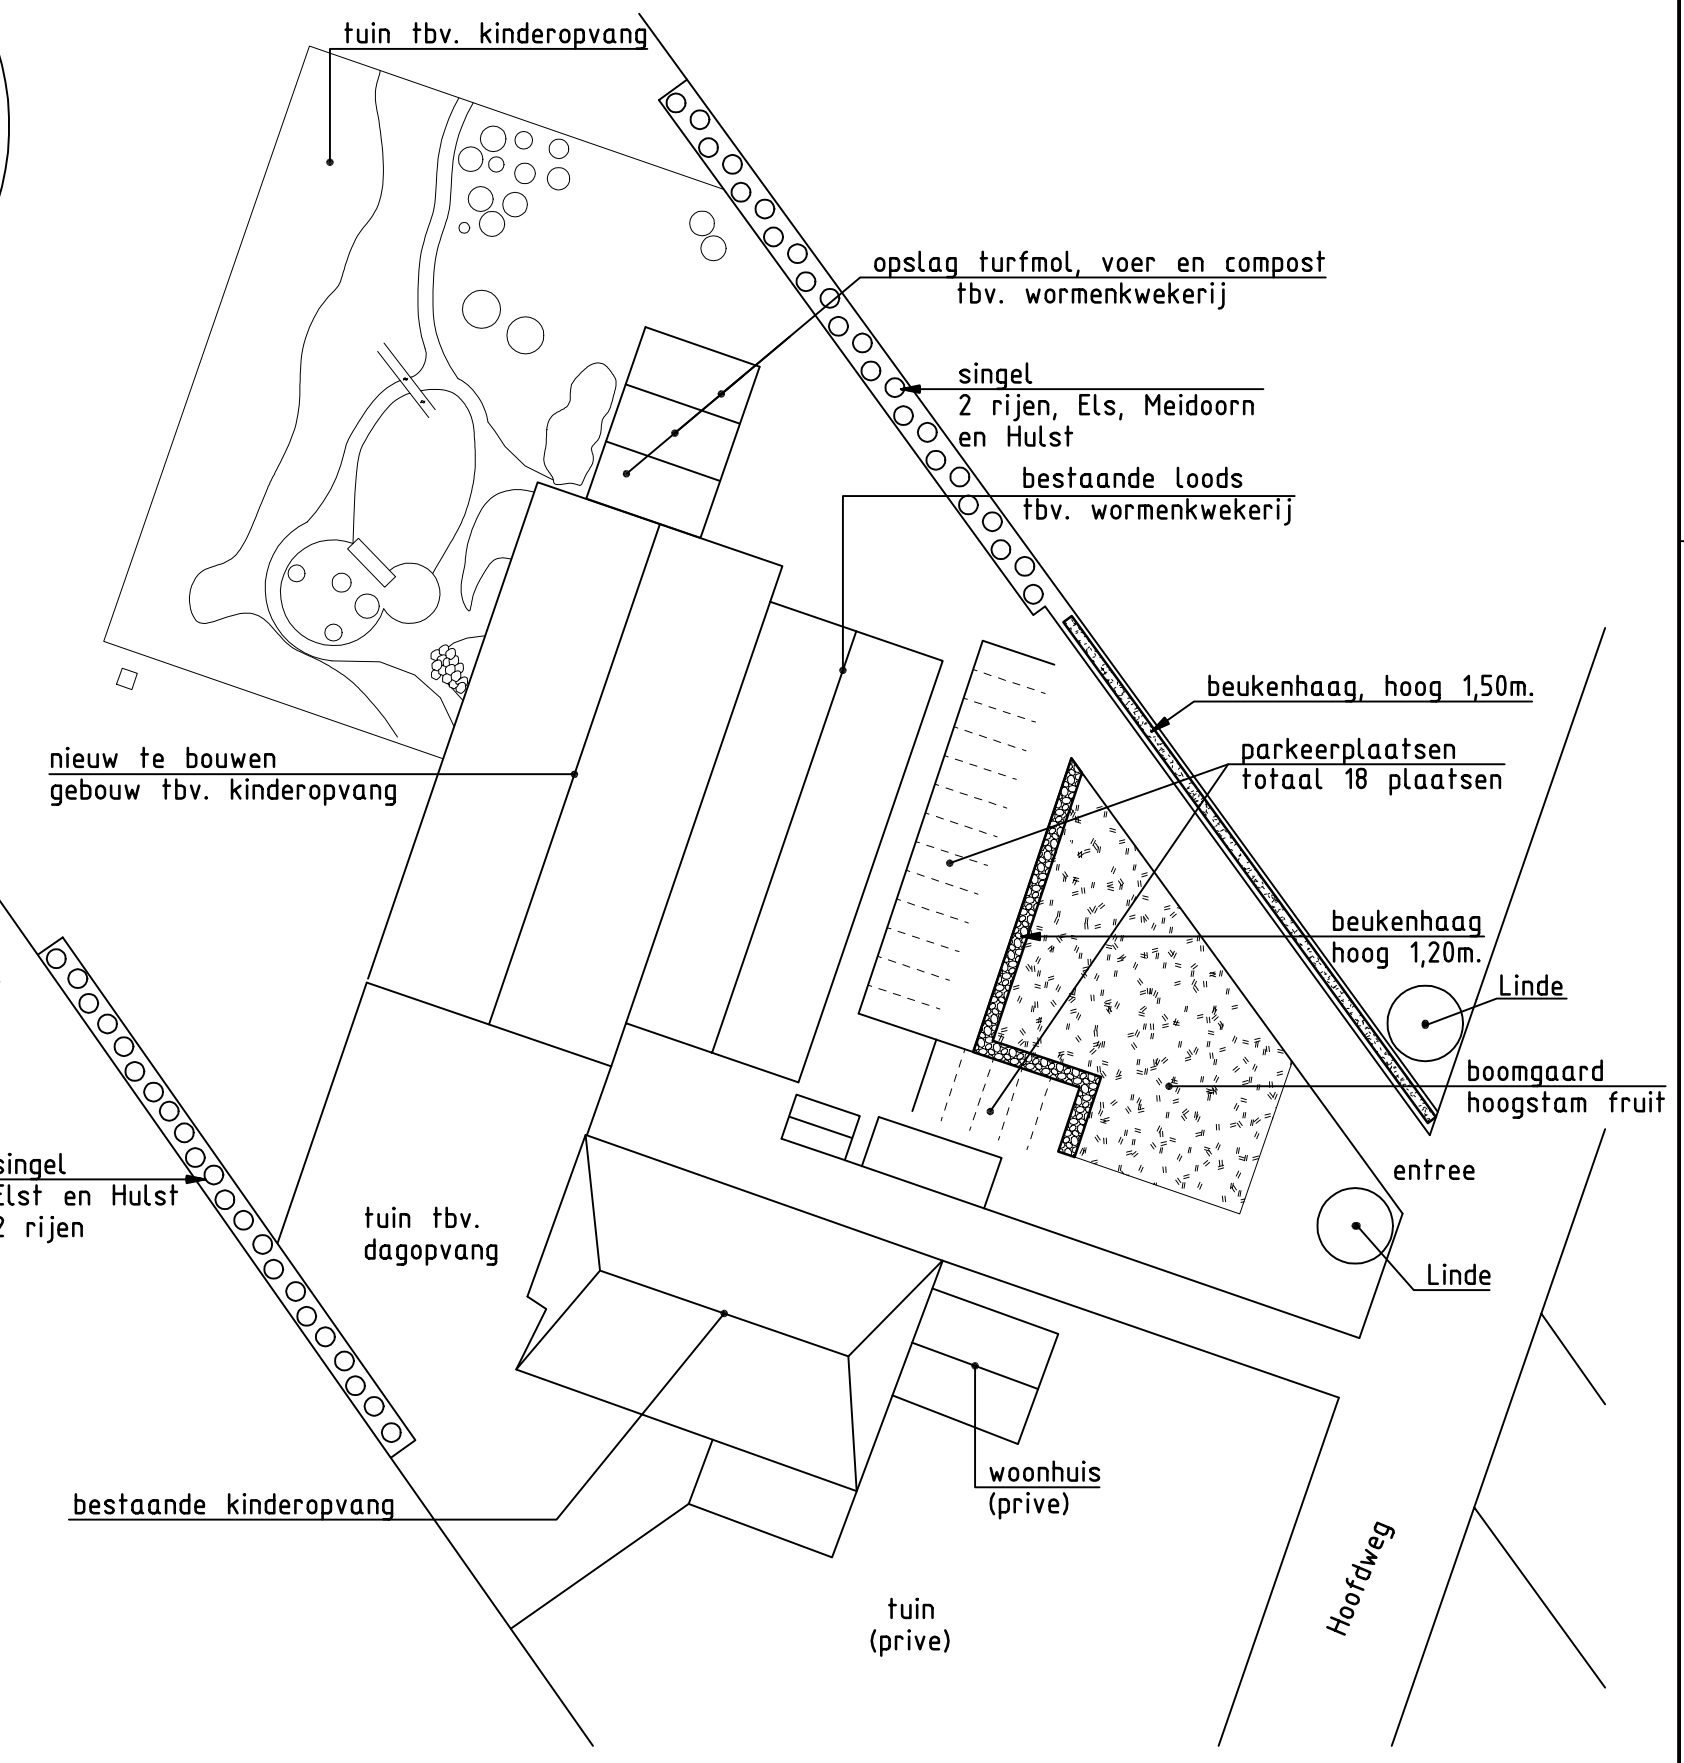 tuin tbv. kinderopvang
opslag turfmol, voer en compost
tbv. wormenkwekerij
singel
2 rijen, Els, Meidoorn
en Hulst
bestaande loods
tbv. wormenkwekerij
beukenhaag, hoog 1,50m.
parkeerplaatsen
totaal 18 plaatsen
nieuw te bouwen
gebouw tbv. kinderopvang
beukenhaag
hoog 1,20m.
Linde
boomgaard
hoogstam fruit
entree
singel
Elst en Hulst
2 rijen
tuin tbv.
dagopvang
Linde
bestaande kinderopvang
woonhuis
(prive)
tuin
(prive)
Hoofdweg